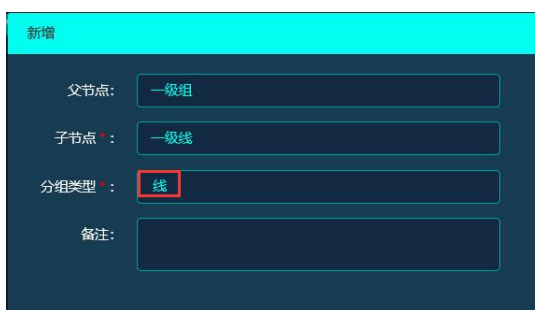 新增
父节点: 一级组
子节点*: 一级线
分组类型*: 线
备注: